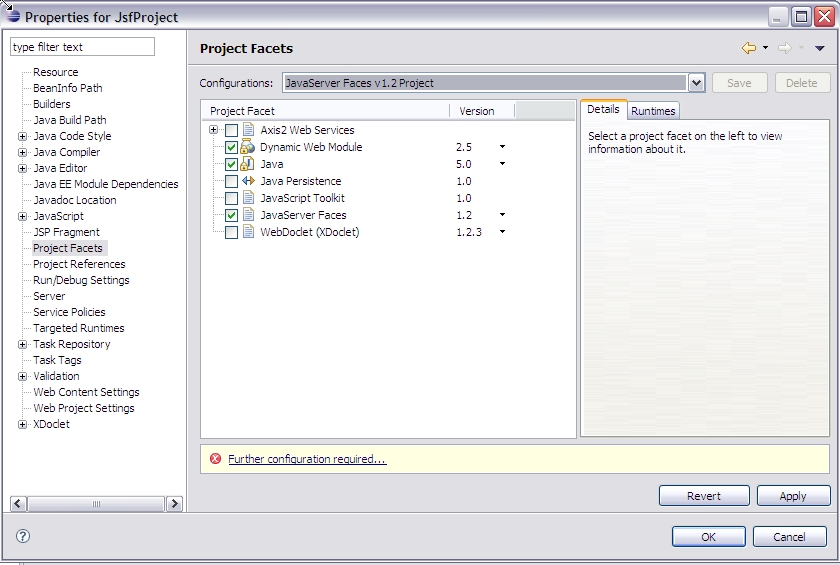 Properties for JsfProject
type filter text
Resource
BeanInfo Path
Builders
Java Build Path
Java Code Style
Java Compiler
Java Editor
Java EE Module Dependencies
Javadoc Location
JavaScript
JSP Fragment
Project Facets
Project References
Run/Debug Settings
Server
Service Policies
Targeted Runtimes
Task Repository
Task Tags
Validation
Web Content Settings
Web Project Settings
XDoclet
Project Facets
Configurations: JavaServer Faces v1.2 Project Save Delete
Project Facet Version
Axis2 Web Services
Dynamic Web Module 2.5
Java 5.0
Java Persistence 1.0
JavaScript Toolkit 1.0
JavaServer Faces 1.2
WebDoclet (XDoclet) 1.2.3
Details Runtimes
Select a project facet on the left to view
information about it.
Further configuration required...
Revert Apply
OK Cancel